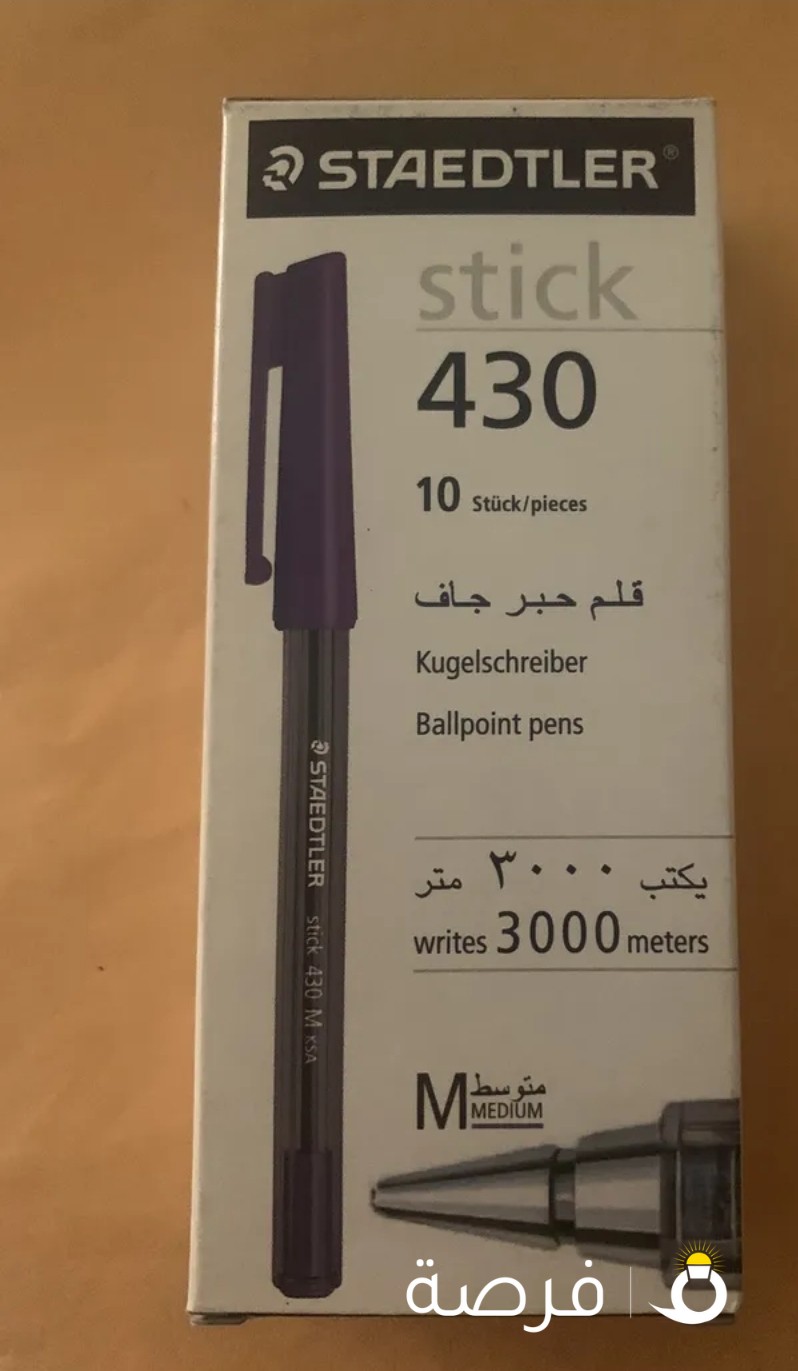 STAEDTLER®
stick
430
10 Stück/pieces
قلم حبر جاف
Kugelschreiber
Ballpoint pens
STAEDTLER stick 430 M KSA
يكتب ٣٠٠٠ متر
writes 3000 meters
M متوسط
MEDIUM
فرصة